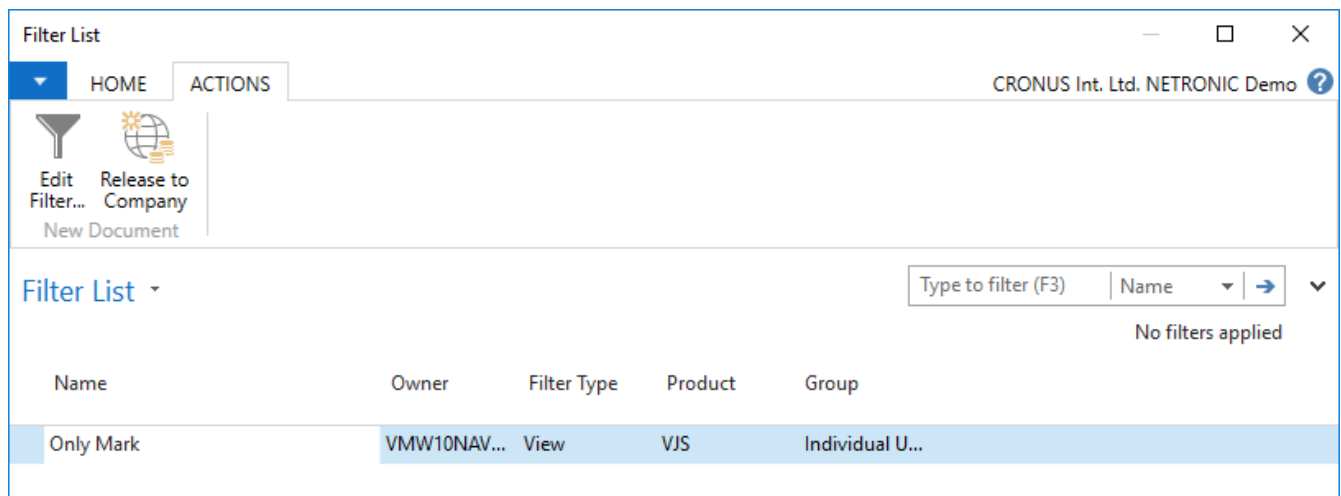 Filter List
HOME ACTIONS CRONUS Int. Ltd. NETRONIC Demo ?
Edit Filter... Release to Company
New Document
Filter List Type to filter (F3) Name
No filters applied
Name Owner Filter Type Product Group
Only Mark VMW10NAV... View VJS Individual U...